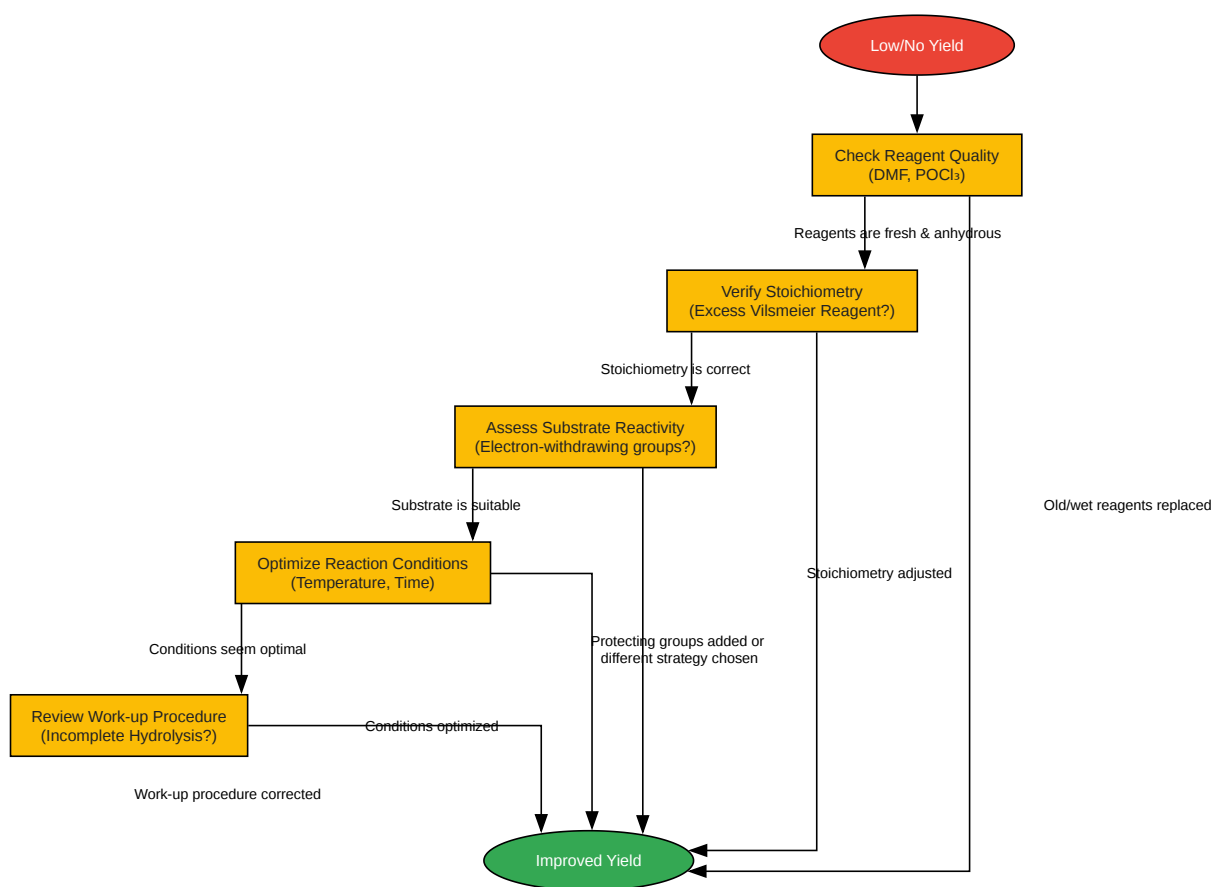 Low/No Yield
Check Reagent Quality
(DMF, POCl₃)
Reagents are fresh & anhydrous
Verify Stoichiometry
(Excess Vilsmeier Reagent?)
Stoichiometry is correct
Assess Substrate Reactivity
(Electron-withdrawing groups?)
Substrate is suitable
Old/wet reagents replaced
Optimize Reaction Conditions
(Temperature, Time)
Stoichiometry adjusted
Conditions seem optimal
Protecting groups added or
different strategy chosen
Review Work-up Procedure
(Incomplete Hydrolysis?)
Conditions optimized
Work-up procedure corrected
Improved Yield